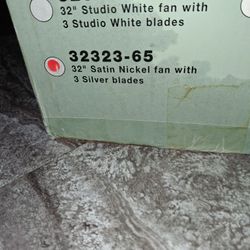 32" Studio White fan with
3 Studio White blades
32323-65
32" Satin Nickel fan with
3 Silver blades